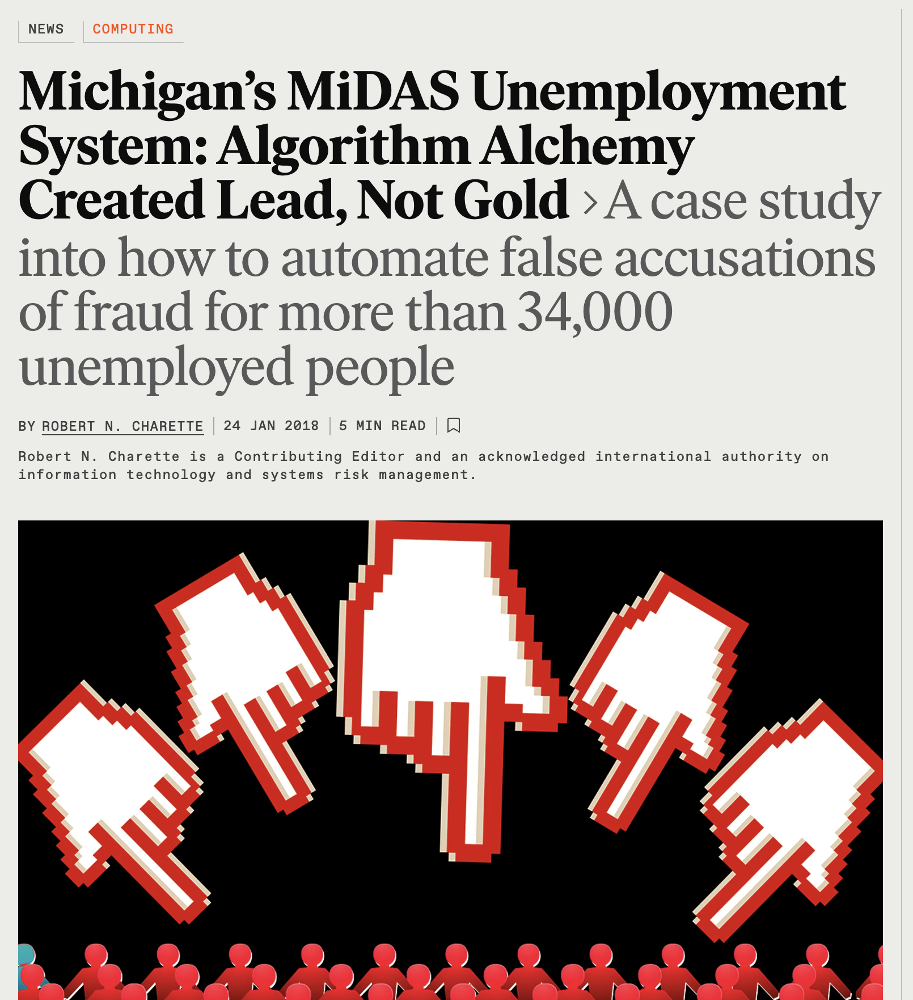 NEWS
COMPUTING
Michigan’s MiDAS Unemployment
System: Algorithm Alchemy
Created Lead, Not Gold >A case study
into how to automate false accusations
of fraud for more than 34,000
unemployed people
BY ROBERT N. CHARETTE
24 JAN 2018
5 MIN READ
Robert N. Charette is a Contributing Editor and an acknowledged international authority on
information technology and systems risk management.